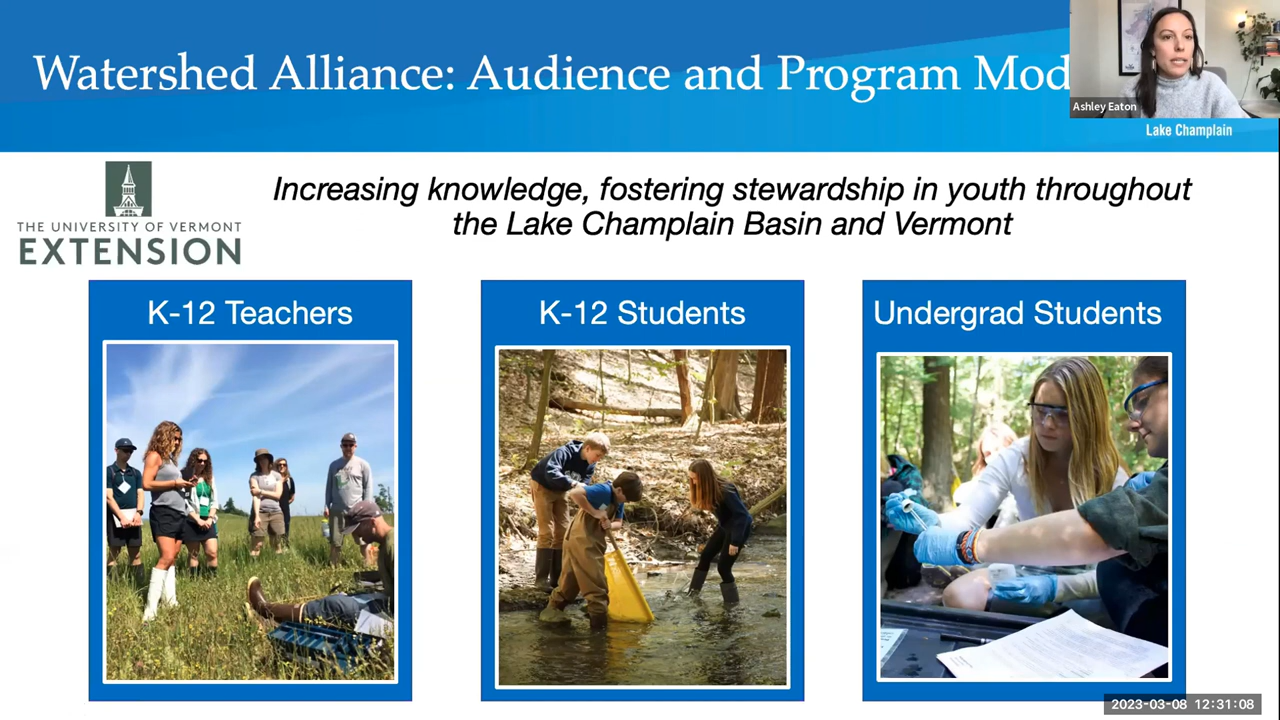 Watershed Alliance: Audience and Program Mod
Ashley Eaton
Lake Champlain
THE UNIVERSITY OF VERMONT
EXTENSION
Increasing knowledge, fostering stewardship in youth throughout
the Lake Champlain Basin and Vermont
K-12 Teachers
K-12 Students
Undergrad Students
2023-03-08 12:31:08